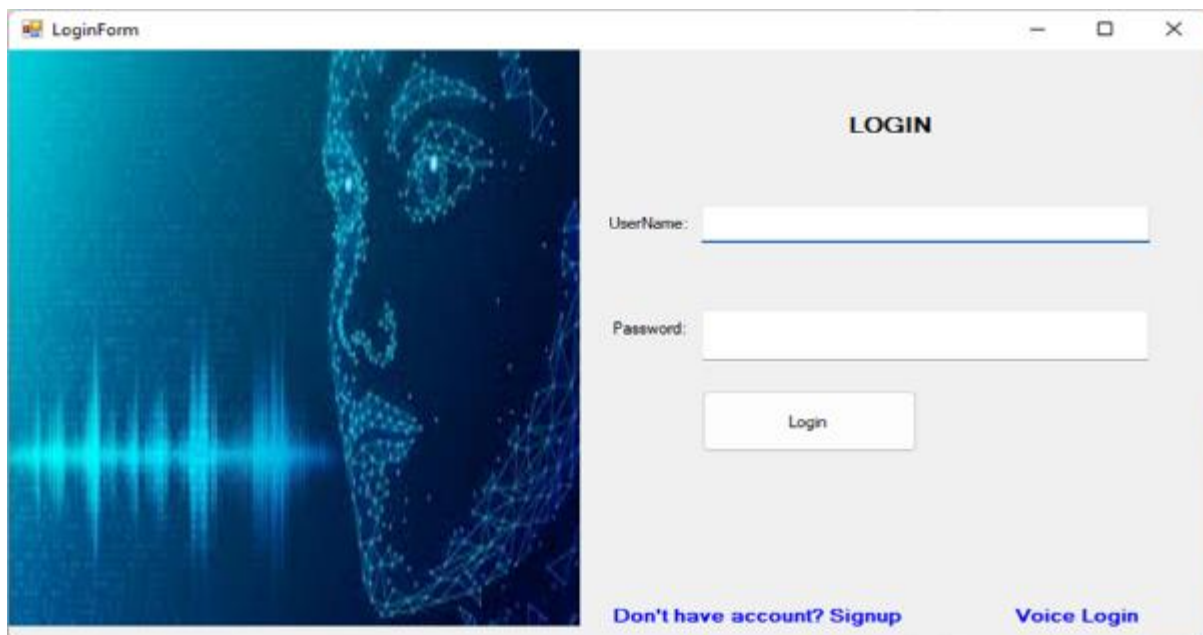 LoginForm
LOGIN
UserName:
Password:
Login
Don't have account? Signup Voice Login